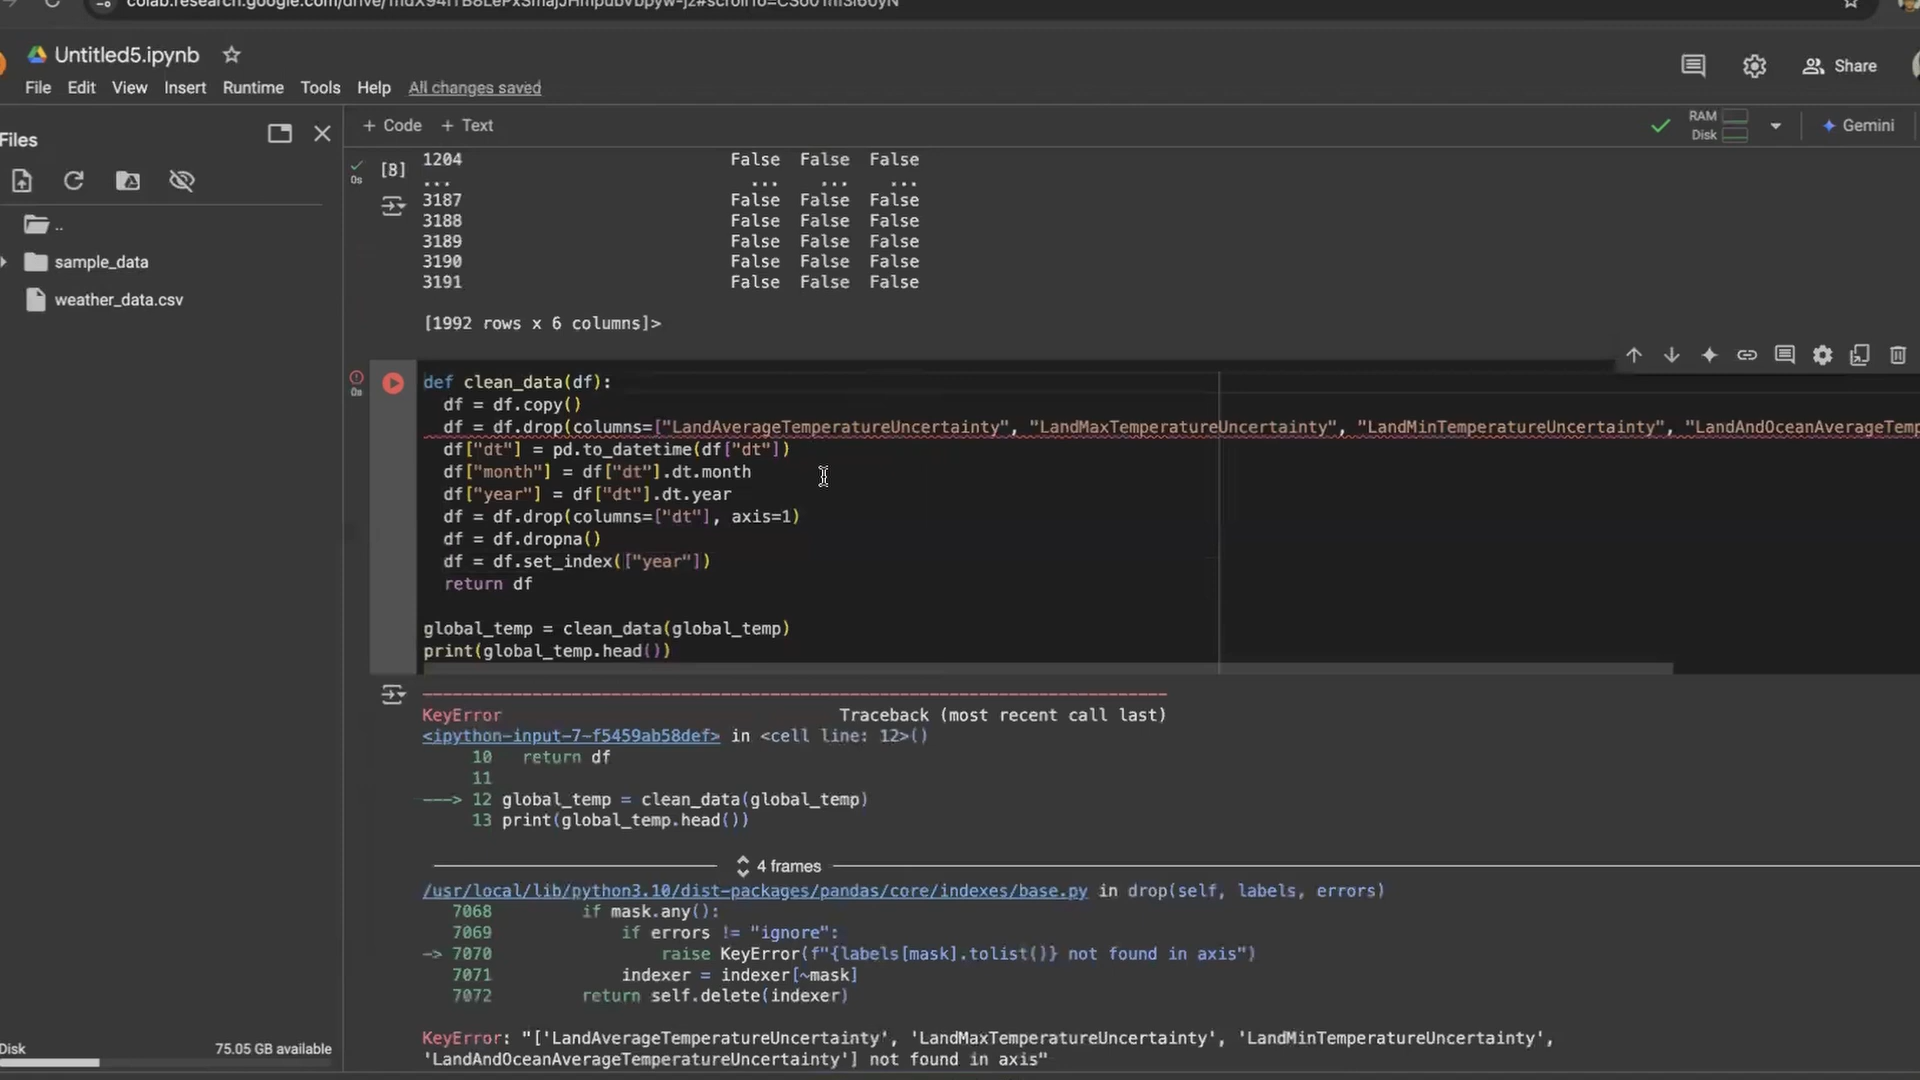 Untitled5.ipynb
File Edit View Insert Runtime Tools Help All changes saved
Share
Files
+ Code + Text
RAM
Disk
Gemini
..
sample_data
weather_data.csv
[8]
1204 False False False
... ... ... ...
3187 False False False
3188 False False False
3189 False False False
3190 False False False
3191 False False False
[1992 rows x 6 columns]>
0s
0s
def clean_data(df):
df = df.copy()
df = df.drop(columns=["LandAverageTemperatureUncertainty", "LandMaxTemperatureUncertainty", "LandMinTemperatureUncertainty", "LandAndOceanAverageTemp
df["dt"] = pd.to_datetime(df["dt"])
df["month"] = df["dt"].dt.month
df["year"] = df["dt"].dt.year
df = df.drop(columns=["dt"], axis=1)
df = df.dropna()
df = df.set_index(["year"])
return df
global_temp = clean_data(global_temp)
print(global_temp.head())
KeyError Traceback (most recent call last)
<ipython-input-7-f5459ab58def> in <cell line: 12>()
10 return df
11
---> 12 global_temp = clean_data(global_temp)
13 print(global_temp.head())
4 frames
/usr/local/lib/python3.10/dist-packages/pandas/core/indexes/base.py in drop(self, labels, errors)
7068 if mask.any():
7069 if errors != "ignore":
-> 7070 raise KeyError(f"{labels[mask].tolist()} not found in axis")
7071 indexer = indexer[~mask]
7072 return self.delete(indexer)
KeyError: "['LandAverageTemperatureUncertainty', 'LandMaxTemperatureUncertainty', 'LandMinTemperatureUncertainty',
'LandAndOceanAverageTemperatureUncertainty'] not found in axis"
Disk 75.05 GB available